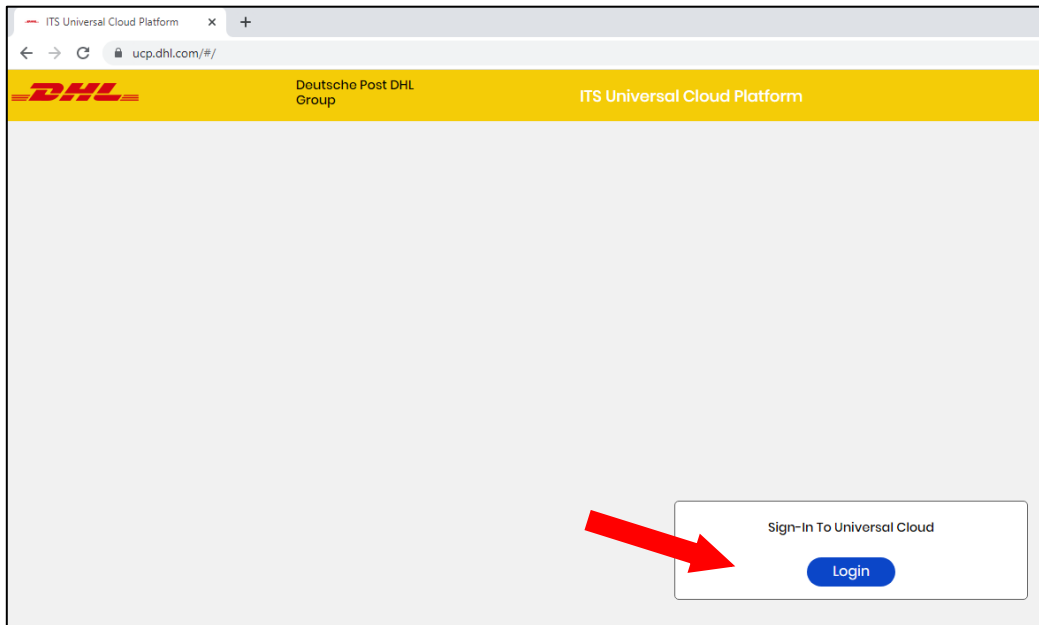 ITS Universal Cloud Platform
ucp.dhl.com/#/
DHL
Deutsche Post DHL
Group
ITS Universal Cloud Platform
Sign-In To Universal Cloud
Login